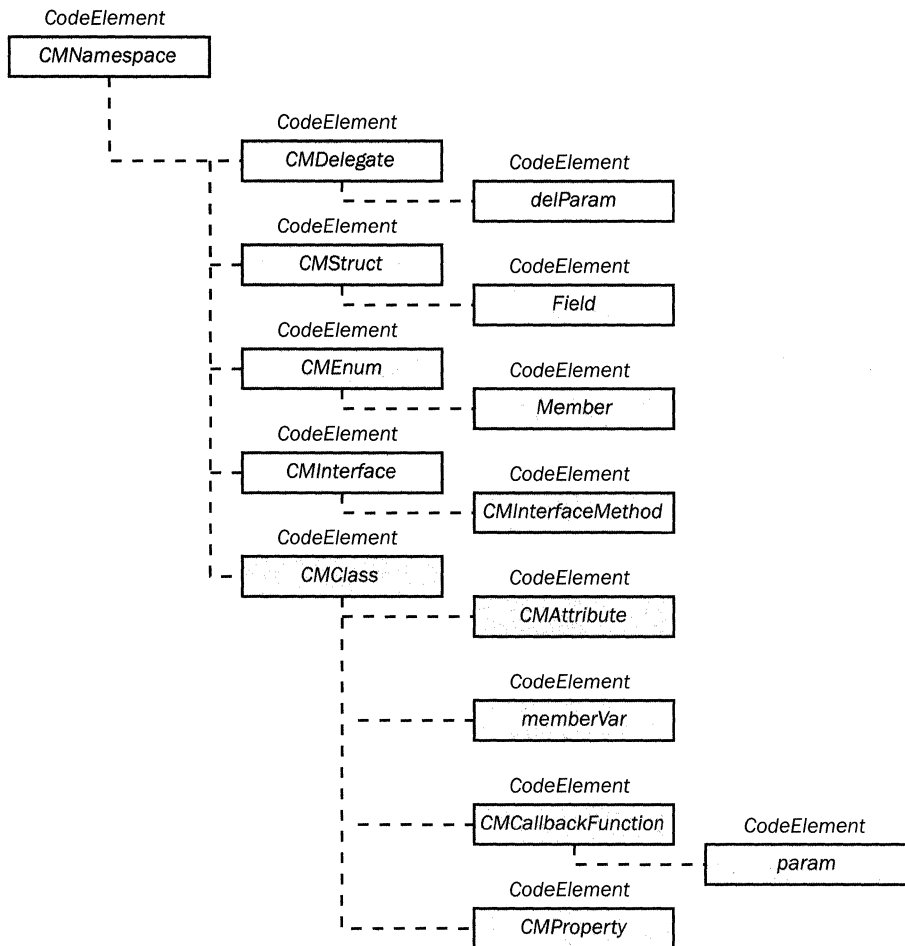 CodeElement
CMNamespace
CodeElement
CMDelegate
CodeElement
delParam
CodeElement
CMStruct
CodeElement
Field
CodeElement
CMEnum
CodeElement
Member
CodeElement
CMInterface
CodeElement
CMInterfaceMethod
CodeElement
CMClass
CodeElement
CMAttribute
CodeElement
memberVar
CodeElement
CMCallbackFunction
CodeElement
param
CodeElement
CMProperty